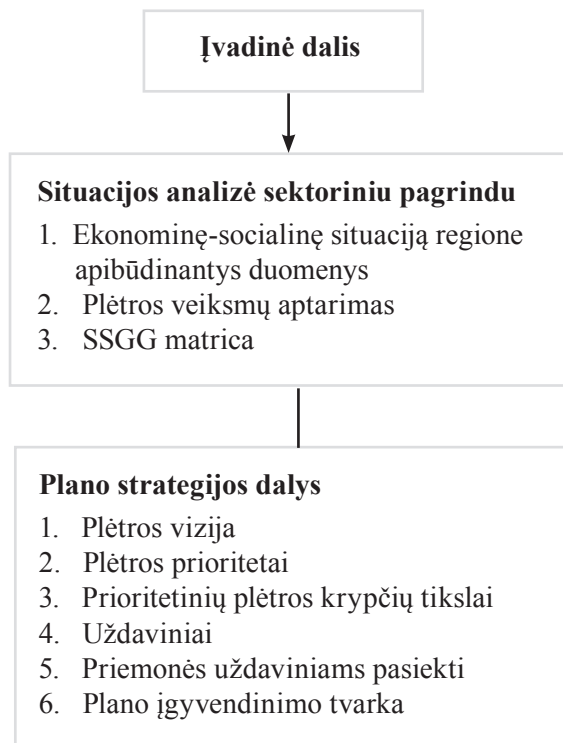 Įvadinė dalis
Situacijos analizė sektoriniu pagrindu
1. Ekonominę-socialinę situaciją regione
apibūdinantys duomenys
2. Plėtros veiksmų aptarimas
3. SSGG matrica
Plano strategijos dalys
1. Plėtros vizija
2. Plėtros prioritetai
3. Prioritetinių plėtros krypčių tikslai
4. Uždaviniai
5. Priemonės uždaviniams pasiekti
6. Plano įgyvendinimo tvarka